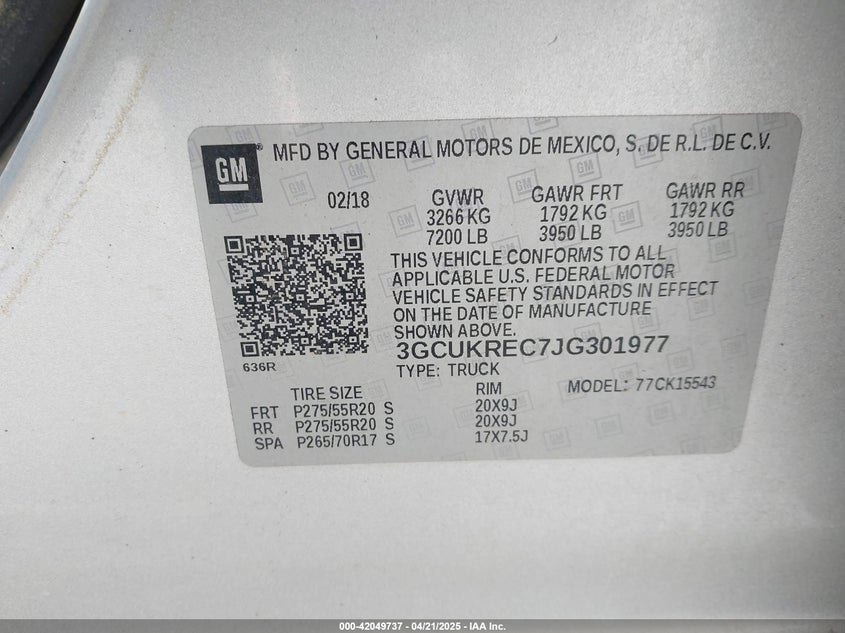 GM
MFD BY GENERAL MOTORS DE MEXICO, S. DE R.L. DE C.V.
02/18 GVWR GAWR FRT GAWR RR
3266 KG 1792 KG 1792 KG
7200 LB 3950 LB 3950 LB
THIS VEHICLE CONFORMS TO ALL
APPLICABLE U.S. FEDERAL MOTOR
VEHICLE SAFETY STANDARDS IN EFFECT
ON THE DATE OF MANUFACTURE
SHOWN ABOVE.
636R
3GCUKREC7JG301977
TYPE: TRUCK
MODEL: 77CK15543
TIRE SIZE RIM
FRT P275/55R20 S 20X9J
RR P275/55R20 S 20X9J
SPA P265/70R17 S 17X7.5J
000-42049737 - 04/21/2025 - IAA Inc.